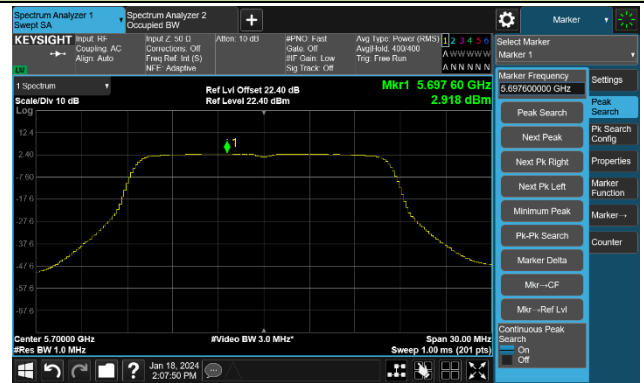 Spectrum Analyzer 1
Swept SA
Spectrum Analyzer 2
Occupied BW
Marker
KEYSIGHT
Input: RF
Coupling: AC
Align: Auto
Input Z: 50 Ω
Corrections: Off
Freq Ref: Int (S)
NFE: Adaptive
Atten: 10 dB
#PNO: Fast
Gate: Off
#IF Gain: Low
Sig Track: Off
Avg Type: Power (RMS)
Avg|Hold: 400/400
Trig: Free Run
1 2 3 4 5 6
A W W W W W
A N N N N N
Select Marker
Marker 1
1 Spectrum
Scale/Div 10 dB
Log
Ref Lvl Offset 22.40 dB
Ref Level 22.40 dBm
Mkr1 5.697 60 GHz
2.918 dBm
Marker Frequency
5.697600000 GHz
Peak Search
Next Peak
Next Pk Right
Next Pk Left
Minimum Peak
Pk-Pk Search
Marker Delta
Mkr→CF
Mkr→Ref Lvl
Continuous Peak
Search
On
Off
Settings
Peak
Search
Pk Search
Config
Properties
Marker
Function
Marker→
Counter
1
12.4
2.40
-7.60
-17.6
-27.6
-37.6
-47.6
-57.6
-67.6
Center 5.70000 GHz
#Res BW 1.0 MHz
#Video BW 3.0 MHz*
Span 30.00 MHz
Sweep 1.00 ms (201 pts)
?
Jan 18, 2024
2:07:50 PM